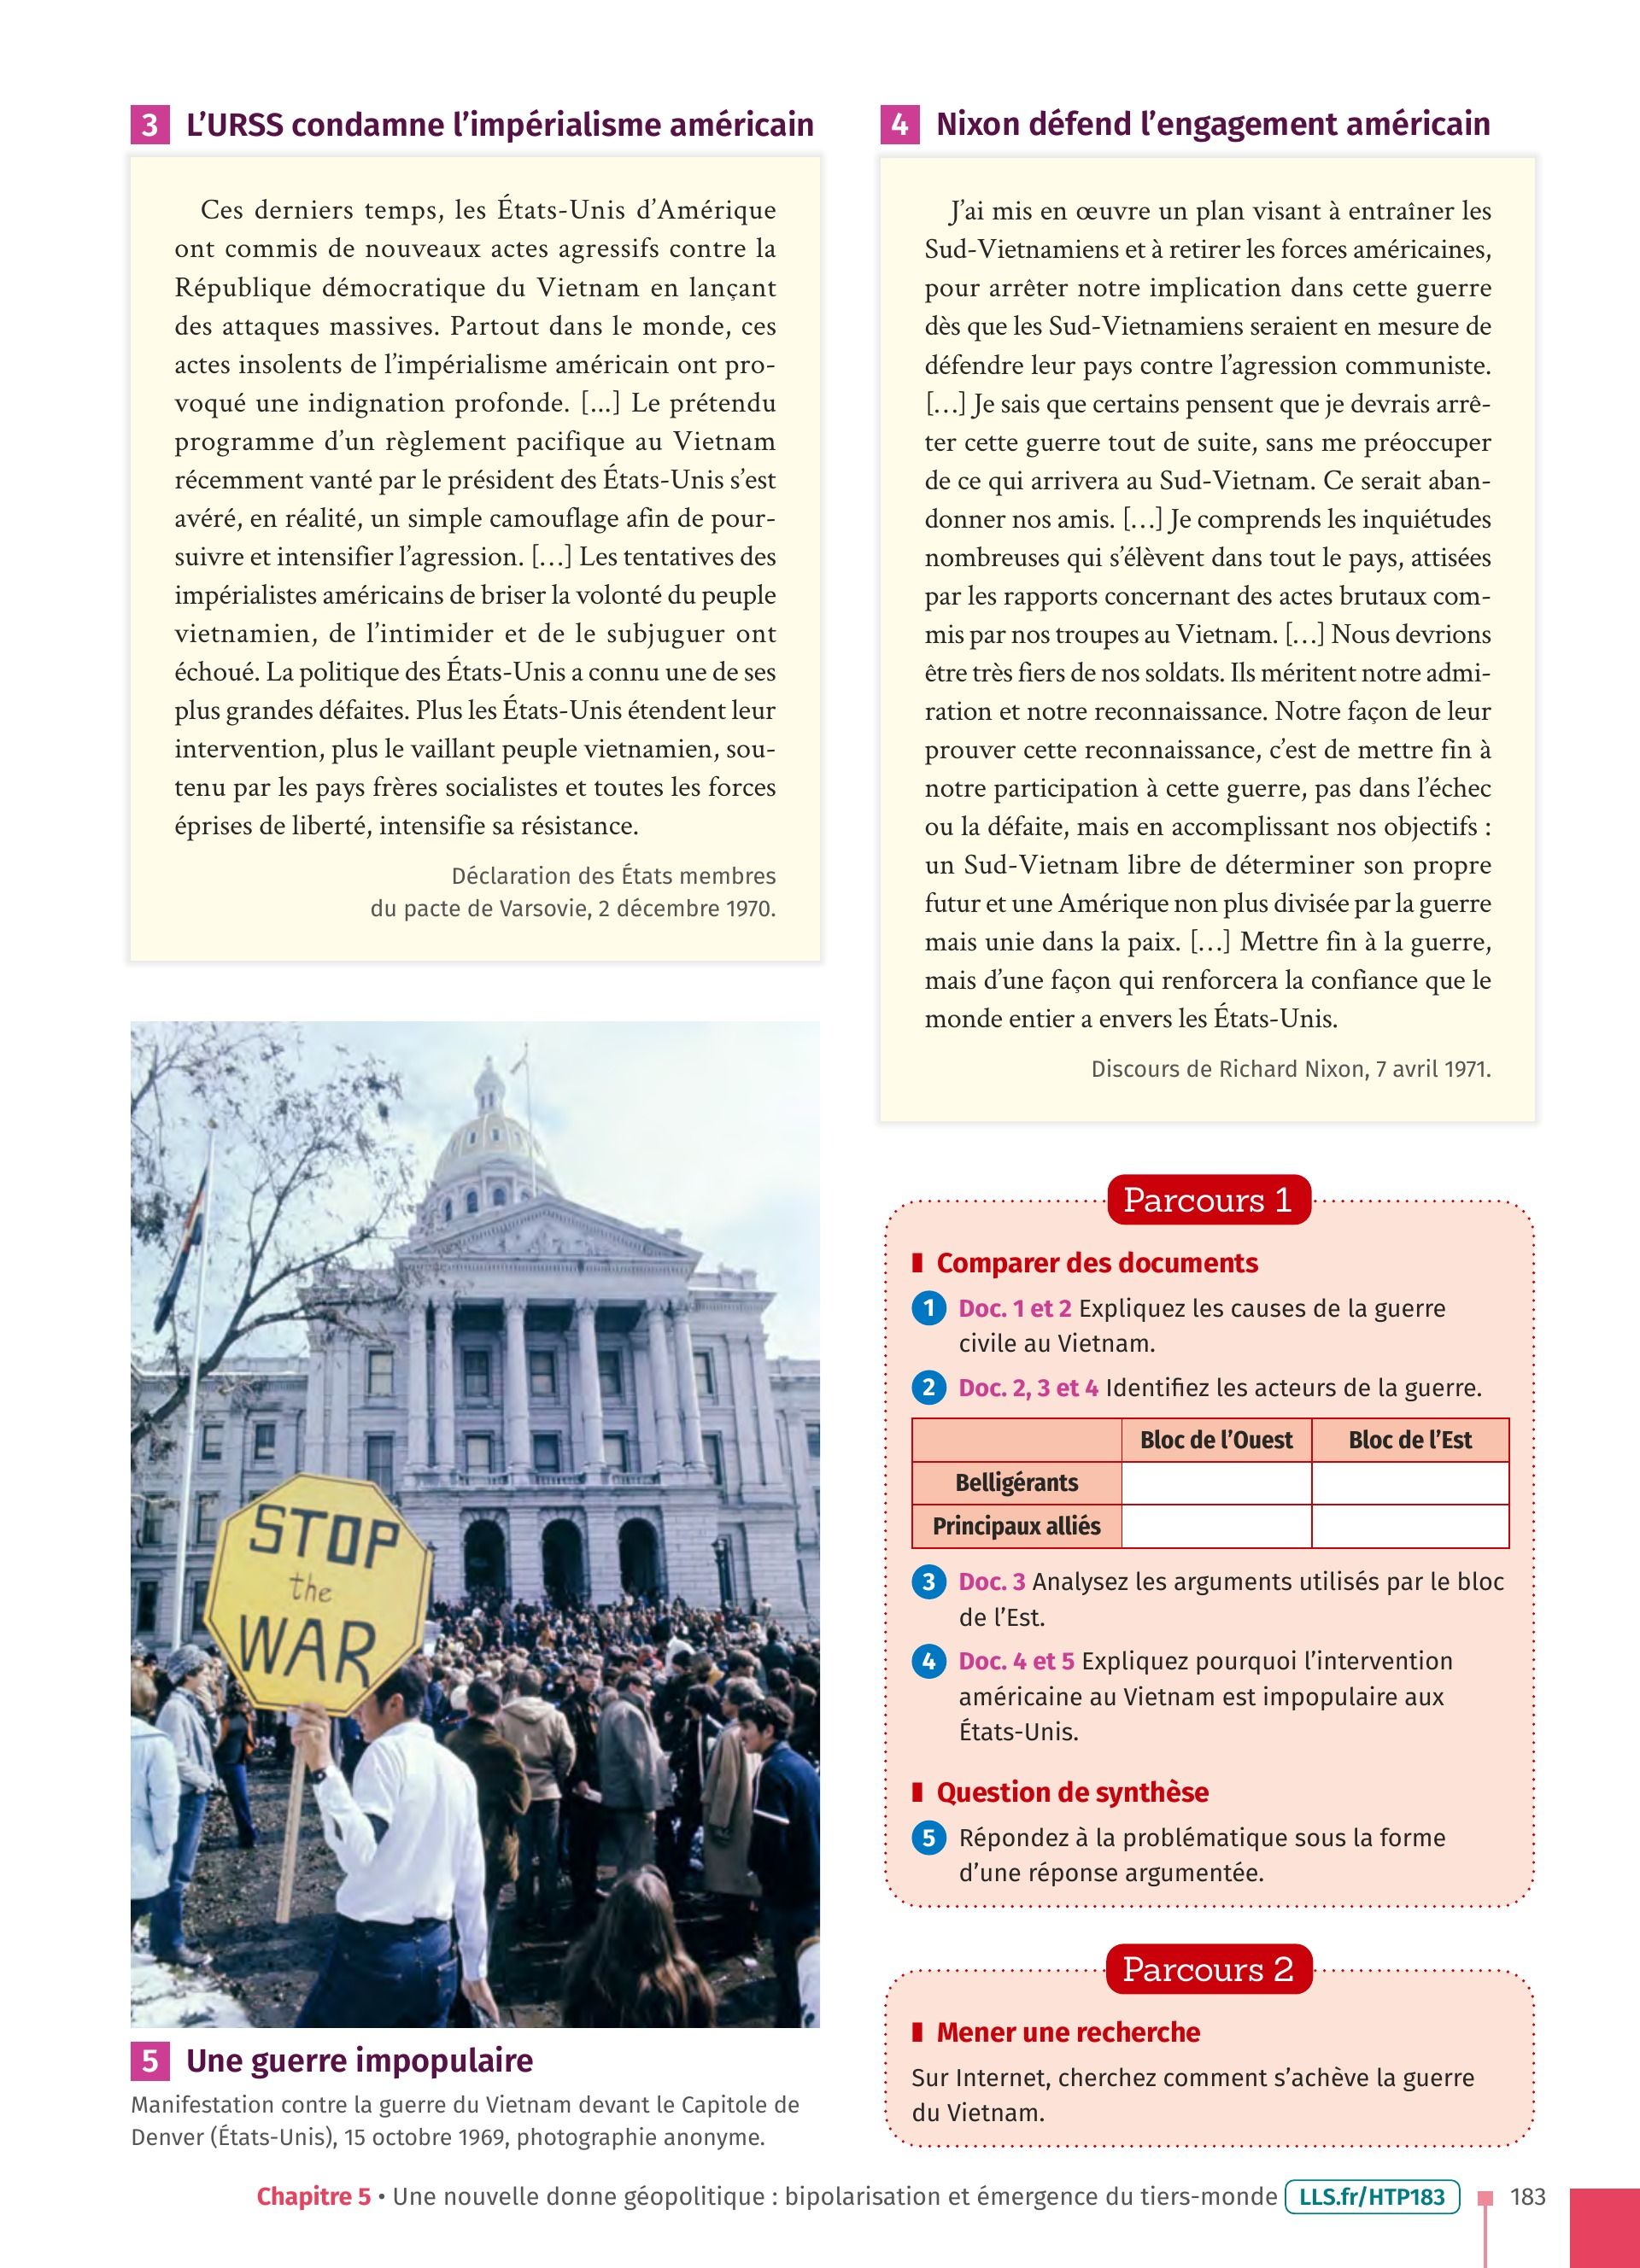 3 L’URSS condamne l’impérialisme américain
Ces derniers temps, les États-Unis d’Amérique
ont commis de nouveaux actes agressifs contre la
République démocratique du Vietnam en lançant
des attaques massives. Partout dans le monde, ces
actes insolents de l’impérialisme américain ont pro-
voqué une indignation profonde. [...] Le prétendu
programme d’un règlement pacifique au Vietnam
récemment vanté par le président des États-Unis s’est
avéré, en réalité, un simple camouflage afin de pour-
suivre et intensifier l’agression. […] Les tentatives des
impérialistes américains de briser la volonté du peuple
vietnamien, de l’intimider et de le subjuguer ont
échoué. La politique des États-Unis a connu une de ses
plus grandes défaites. Plus les États-Unis étendent leur
intervention, plus le vaillant peuple vietnamien, sou-
tenu par les pays frères socialistes et toutes les forces
éprises de liberté, intensifie sa résistance.
Déclaration des États membres
du pacte de Varsovie, 2 décembre 1970.
STOP
the
WAR
5 Une guerre impopulaire
Manifestation contre la guerre du Vietnam devant le Capitole de
Denver (États-Unis), 15 octobre 1969, photographie anonyme.
4 Nixon défend l’engagement américain
J’ai mis en œuvre un plan visant à entraîner les
Sud-Vietnamiens et à retirer les forces américaines,
pour arrêter notre implication dans cette guerre
dès que les Sud-Vietnamiens seraient en mesure de
défendre leur pays contre l’agression communiste.
[…] Je sais que certains pensent que je devrais arrê-
ter cette guerre tout de suite, sans me préoccuper
de ce qui arrivera au Sud-Vietnam. Ce serait aban-
donner nos amis. […] Je comprends les inquiétudes
nombreuses qui s’élèvent dans tout le pays, attisées
par les rapports concernant des actes brutaux com-
mis par nos troupes au Vietnam. […] Nous devrions
être très fiers de nos soldats. Ils méritent notre admi-
ration et notre reconnaissance. Notre façon de leur
prouver cette reconnaissance, c’est de mettre fin à
notre participation à cette guerre, pas dans l’échec
ou la défaite, mais en accomplissant nos objectifs :
un Sud-Vietnam libre de déterminer son propre
futur et une Amérique non plus divisée par la guerre
mais unie dans la paix. […] Mettre fin à la guerre,
mais d’une façon qui renforcera la confiance que le
monde entier a envers les États-Unis.
Discours de Richard Nixon, 7 avril 1971.
Parcours 1
Comparer des documents
1 Doc. 1 et 2 Expliquez les causes de la guerre
civile au Vietnam.
2 Doc. 2, 3 et 4 Identifiez les acteurs de la guerre.
Bloc de l’Ouest Bloc de l’Est
Belligérants
Principaux alliés
3 Doc. 3 Analysez les arguments utilisés par le bloc
de l’Est.
4 Doc. 4 et 5 Expliquez pourquoi l’intervention
américaine au Vietnam est impopulaire aux
États-Unis.
Question de synthèse
5 Répondez à la problématique sous la forme
d’une réponse argumentée.
Parcours 2
Mener une recherche
Sur Internet, cherchez comment s’achève la guerre
du Vietnam.
Chapitre 5 • Une nouvelle donne géopolitique : bipolarisation et émergence du tiers-monde LLS.fr/HTP183 183